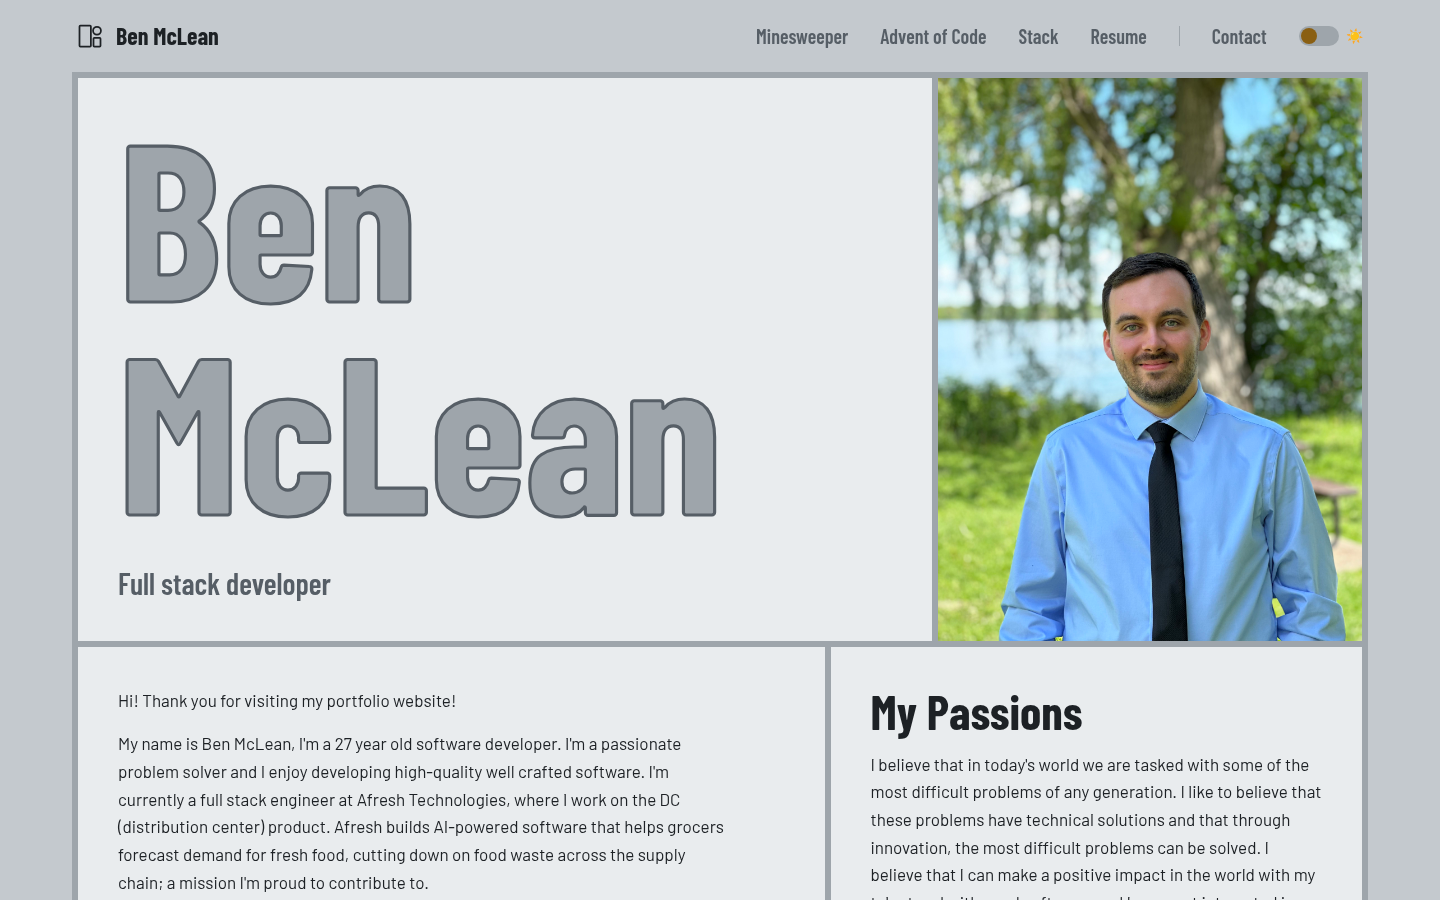 Ben McLean
Minesweeper
Advent of Code
Stack
Resume
Contact
Ben
McLean
Full stack developer
Hi! Thank you for visiting my portfolio website!
My name is Ben McLean, I'm a 27 year old software developer. I'm a passionate
problem solver and I enjoy developing high-quality well crafted software. I'm
currently a full stack engineer at Afresh Technologies, where I work on the DC
(distribution center) product. Afresh builds AI-powered software that helps grocers
forecast demand for fresh food, cutting down on food waste across the supply
chain; a mission I'm proud to contribute to.
My Passions
I believe that in today's world we are tasked with some of the
most difficult problems of any generation. I like to believe that
these problems have technical solutions and that through
innovation, the most difficult problems can be solved. I
believe that I can make a positive impact in the world with my